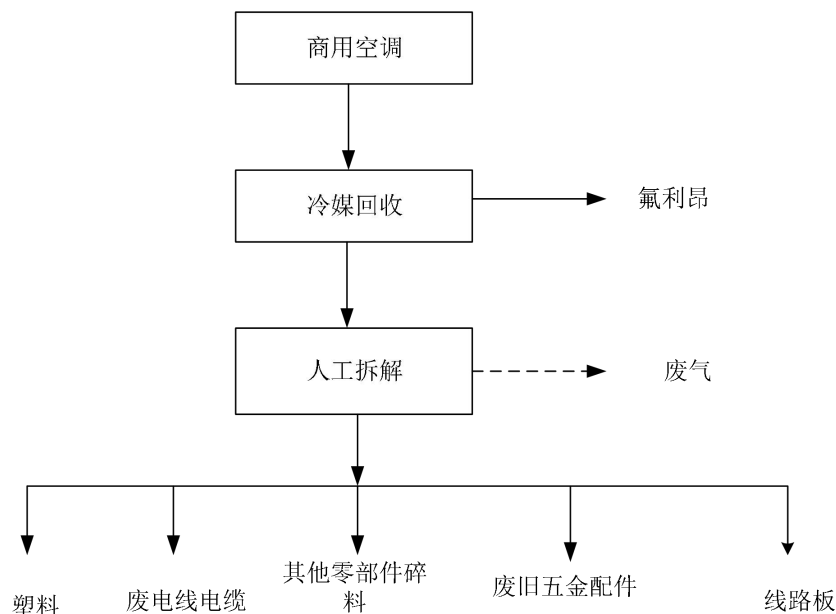 商用空调
冷媒回收
氟利昂
人工拆解
废气
塑料
废电线电缆
其他零部件碎
料
废旧五金配件
线路板